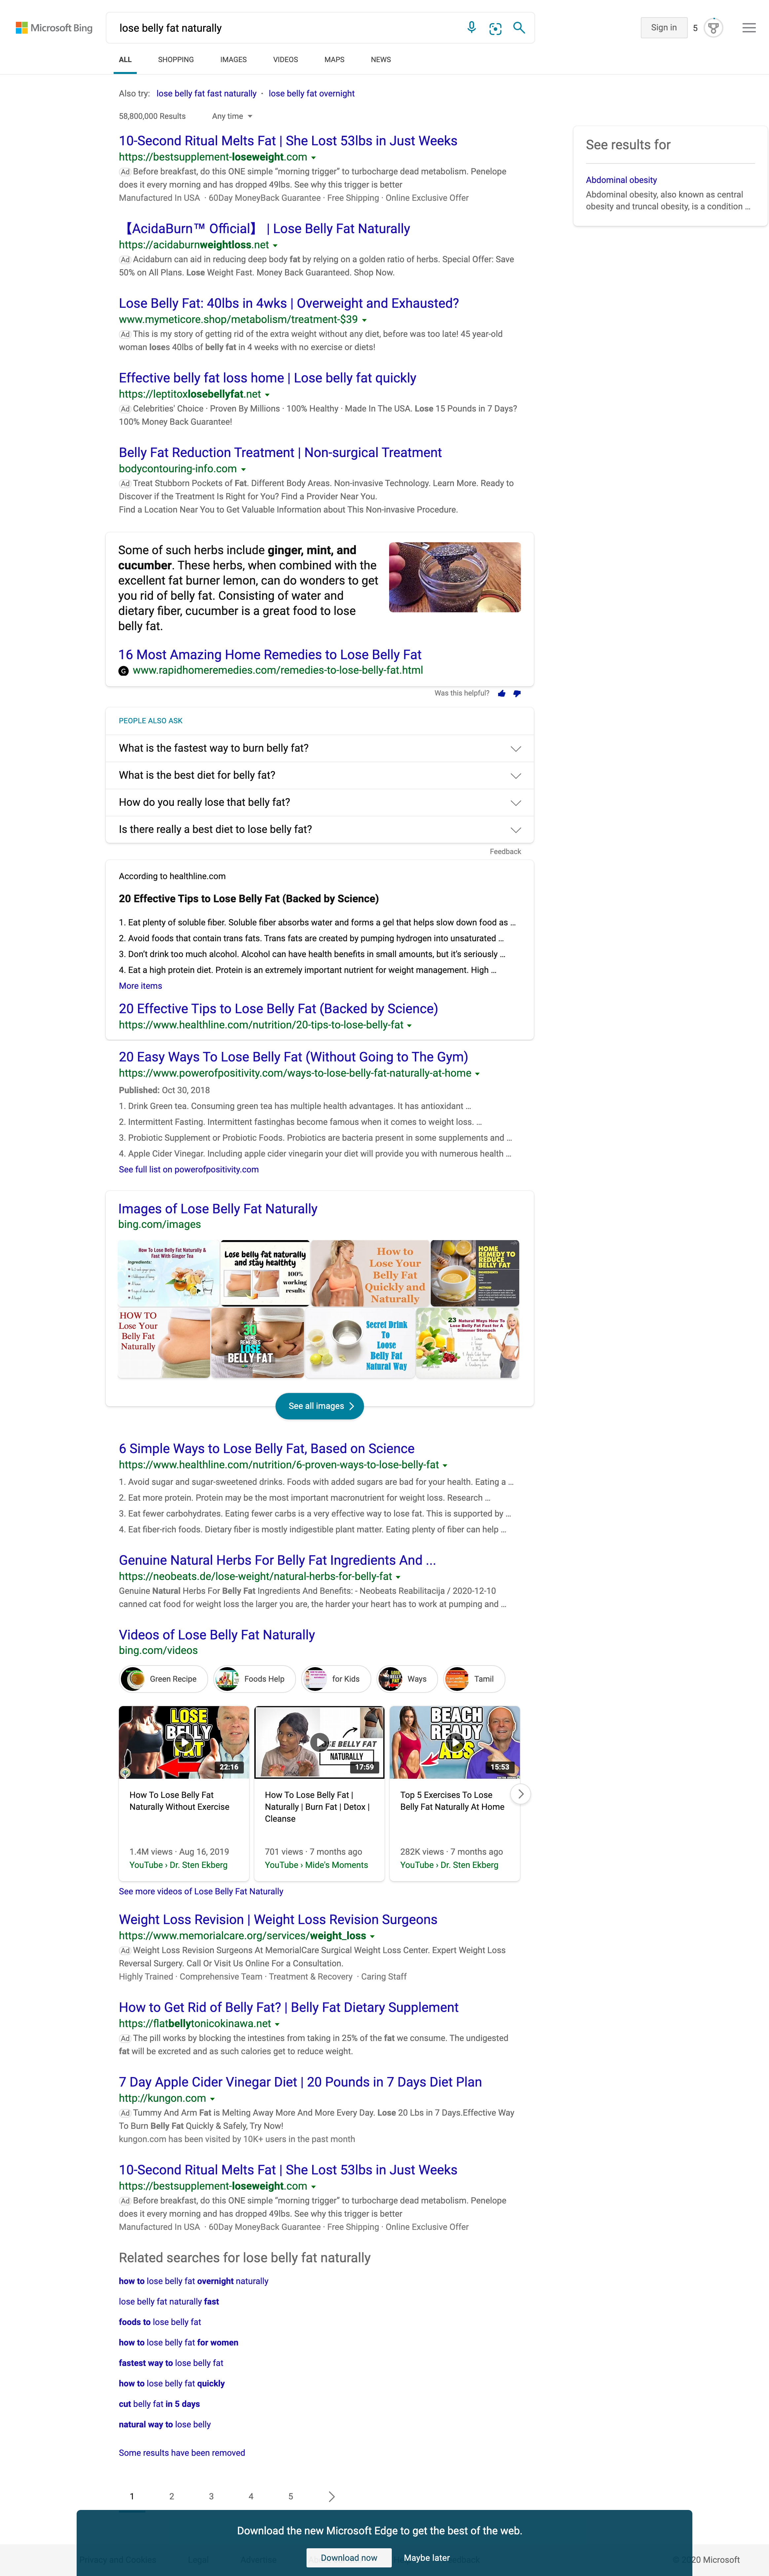 Microsoft Bing
lose belly fat naturally
Sign in
5
ALL
SHOPPING
IMAGES
VIDEOS
MAPS
NEWS
Also try: lose belly fat fast naturally · lose belly fat overnight
58,800,000 Results
Any time
See results for
Abdominal obesity
Abdominal obesity, also known as central
obesity and truncal obesity, is a condition ...
10-Second Ritual Melts Fat | She Lost 53lbs in Just Weeks
https://bestsupplement-loseweight.com
Ad Before breakfast, do this ONE simple “morning trigger” to turbocharge dead metabolism. Penelope
does it every morning and has dropped 49lbs. See why this trigger is better
Manufactured In USA · 60Day MoneyBack Guarantee · Free Shipping · Online Exclusive Offer
【AcidaBurn™ Official】 | Lose Belly Fat Naturally
https://acidaburnweightloss.net
Ad Acidaburn can aid in reducing deep body fat by relying on a golden ratio of herbs. Special Offer: Save
50% on All Plans. Lose Weight Fast. Money Back Guaranteed. Shop Now.
Lose Belly Fat: 40lbs in 4wks | Overweight and Exhausted?
www.mymeticore.shop/metabolism/treatment-$39
Ad This is my story of getting rid of the extra weight without any diet, before was too late! 45 year-old
woman loses 40lbs of belly fat in 4 weeks with no exercise or diets!
Effective belly fat loss home | Lose belly fat quickly
https://leptitoxlosebellyfat.net
Ad Celebrities' Choice · Proven By Millions · 100% Healthy · Made In The USA. Lose 15 Pounds in 7 Days?
100% Money Back Guarantee!
Belly Fat Reduction Treatment | Non-surgical Treatment
bodycontouring-info.com
Ad Treat Stubborn Pockets of Fat. Different Body Areas. Non-invasive Technology. Learn More. Ready to
Discover if the Treatment Is Right for You? Find a Provider Near You.
Find a Location Near You to Get Valuable Information about This Non-invasive Procedure.
Some of such herbs include ginger, mint, and
cucumber. These herbs, when combined with the
excellent fat burner lemon, can do wonders to get
you rid of belly fat. Consisting of water and
dietary fiber, cucumber is a great food to lose
belly fat.
16 Most Amazing Home Remedies to Lose Belly Fat
www.rapidhomeremedies.com/remedies-to-lose-belly-fat.html
Was this helpful?
PEOPLE ALSO ASK
What is the fastest way to burn belly fat?
What is the best diet for belly fat?
How do you really lose that belly fat?
Is there really a best diet to lose belly fat?
Feedback
According to healthline.com
20 Effective Tips to Lose Belly Fat (Backed by Science)
1. Eat plenty of soluble fiber. Soluble fiber absorbs water and forms a gel that helps slow down food as ...
2. Avoid foods that contain trans fats. Trans fats are created by pumping hydrogen into unsaturated ...
3. Don’t drink too much alcohol. Alcohol can have health benefits in small amounts, but it’s seriously ...
4. Eat a high protein diet. Protein is an extremely important nutrient for weight management. High ...
More items
20 Effective Tips to Lose Belly Fat (Backed by Science)
https://www.healthline.com/nutrition/20-tips-to-lose-belly-fat
20 Easy Ways To Lose Belly Fat (Without Going to The Gym)
https://www.powerofpositivity.com/ways-to-lose-belly-fat-naturally-at-home
Published: Oct 30, 2018
1. Drink Green tea. Consuming green tea has multiple health advantages. It has antioxidant ...
2. Intermittent Fasting. Intermittent fastinghas become famous when it comes to weight loss. ...
3. Probiotic Supplement or Probiotic Foods. Probiotics are bacteria present in some supplements and ...
4. Apple Cider Vinegar. Including apple cider vinegarin your diet will provide you with numerous health ...
See full list on powerofpositivity.com
Images of Lose Belly Fat Naturally
bing.com/images
How To Lose Belly Fat Naturally &
Fast With Ginger Tea
Ingredients:
Lose belly fat naturally
and stay healthty
100%
working
results
How to
Lose Your
Belly Fat
Quickly and
Naturally
HOME
REMEDY TO
REDUCE
BELLY FAT
HOW TO
Lose Your
Belly Fat
Naturally
30
LOSE
BELLY FAT
Secret Drink
To
Loose
Belly Fat
Natural Way
23 Natural Ways How To
Lose Belly Fat Fast for a
Slimmer Stomach
See all images
6 Simple Ways to Lose Belly Fat, Based on Science
https://www.healthline.com/nutrition/6-proven-ways-to-lose-belly-fat
1. Avoid sugar and sugar-sweetened drinks. Foods with added sugars are bad for your health. Eating a ...
2. Eat more protein. Protein may be the most important macronutrient for weight loss. Research ...
3. Eat fewer carbohydrates. Eating fewer carbs is a very effective way to lose fat. This is supported by ...
4. Eat fiber-rich foods. Dietary fiber is mostly indigestible plant matter. Eating plenty of fiber can help ...
Genuine Natural Herbs For Belly Fat Ingredients And ...
https://neobeats.de/lose-weight/natural-herbs-for-belly-fat
Genuine Natural Herbs For Belly Fat Ingredients And Benefits: - Neobeats Reabilitacija / 2020-12-10
canned cat food for weight loss the larger you are, the harder your heart has to work at pumping and ...
Videos of Lose Belly Fat Naturally
bing.com/videos
Green Recipe
Foods Help
for Kids
Ways
Tamil
LOSE
BELLY
FAT
22:16
How To Lose Belly Fat
Naturally Without Exercise
1.4M views · Aug 16, 2019
YouTube › Dr. Sten Ekberg
SE BELLY FAT
NATURALLY
17:59
How To Lose Belly Fat |
Naturally | Burn Fat | Detox |
Cleanse
701 views · 7 months ago
YouTube › Mide's Moments
BEACH
READY
ABS
15:53
Top 5 Exercises To Lose
Belly Fat Naturally At Home
282K views · 7 months ago
YouTube › Dr. Sten Ekberg
See more videos of Lose Belly Fat Naturally
Weight Loss Revision | Weight Loss Revision Surgeons
https://www.memorialcare.org/services/weight_loss
Ad Weight Loss Revision Surgeons At MemorialCare Surgical Weight Loss Center. Expert Weight Loss
Reversal Surgery. Call Or Visit Us Online For a Consultation.
Highly Trained · Comprehensive Team · Treatment & Recovery · Caring Staff
How to Get Rid of Belly Fat? | Belly Fat Dietary Supplement
https://flatbellytonicokinawa.net
Ad The pill works by blocking the intestines from taking in 25% of the fat we consume. The undigested
fat will be excreted and as such calories get to reduce weight.
7 Day Apple Cider Vinegar Diet | 20 Pounds in 7 Days Diet Plan
http://kungon.com
Ad Tummy And Arm Fat is Melting Away More And More Every Day. Lose 20 Lbs in 7 Days.Effective Way
To Burn Belly Fat Quickly & Safely, Try Now!
kungon.com has been visited by 10K+ users in the past month
10-Second Ritual Melts Fat | She Lost 53lbs in Just Weeks
https://bestsupplement-loseweight.com
Ad Before breakfast, do this ONE simple “morning trigger” to turbocharge dead metabolism. Penelope
does it every morning and has dropped 49lbs. See why this trigger is better
Manufactured In USA · 60Day MoneyBack Guarantee · Free Shipping · Online Exclusive Offer
Related searches for lose belly fat naturally
how to lose belly fat overnight naturally
lose belly fat naturally fast
foods to lose belly fat
how to lose belly fat for women
fastest way to lose belly fat
how to lose belly fat quickly
cut belly fat in 5 days
natural way to lose belly
Some results have been removed
1
2
3
4
5
Download the new Microsoft Edge to get the best of the web.
Download now
Maybe later
20 Microsoft